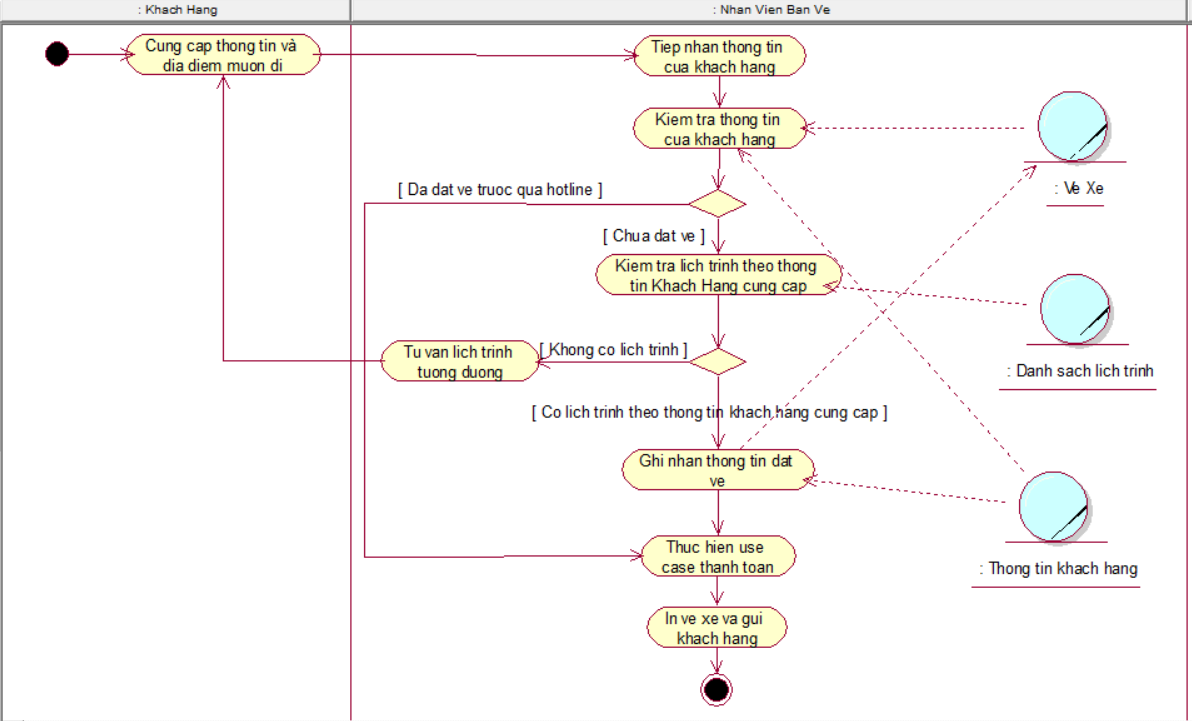 : Khach Hang
: Nhan Vien Ban Ve
Cung cap thong tin và
dia diem muon di
Tiep nhan thong tin
cua khach hang
Kiem tra thong tin
cua khach hang
: Ve Xe
[ Da dat ve truoc qua hotline ]
[ Chua dat ve ]
Kiem tra lich trinh theo thong
tin Khach Hang cung cap
: Danh sach lich trinh
[ Khong co lich trinh ]
Tu van lich trinh
tuong duong
[ Co lich trinh theo thong tin khach hang cung cap ]
Ghi nhan thong tin dat
ve
: Thong tin khach hang
Thuc hien use
case thanh toan
In ve xe va gui
khach hang